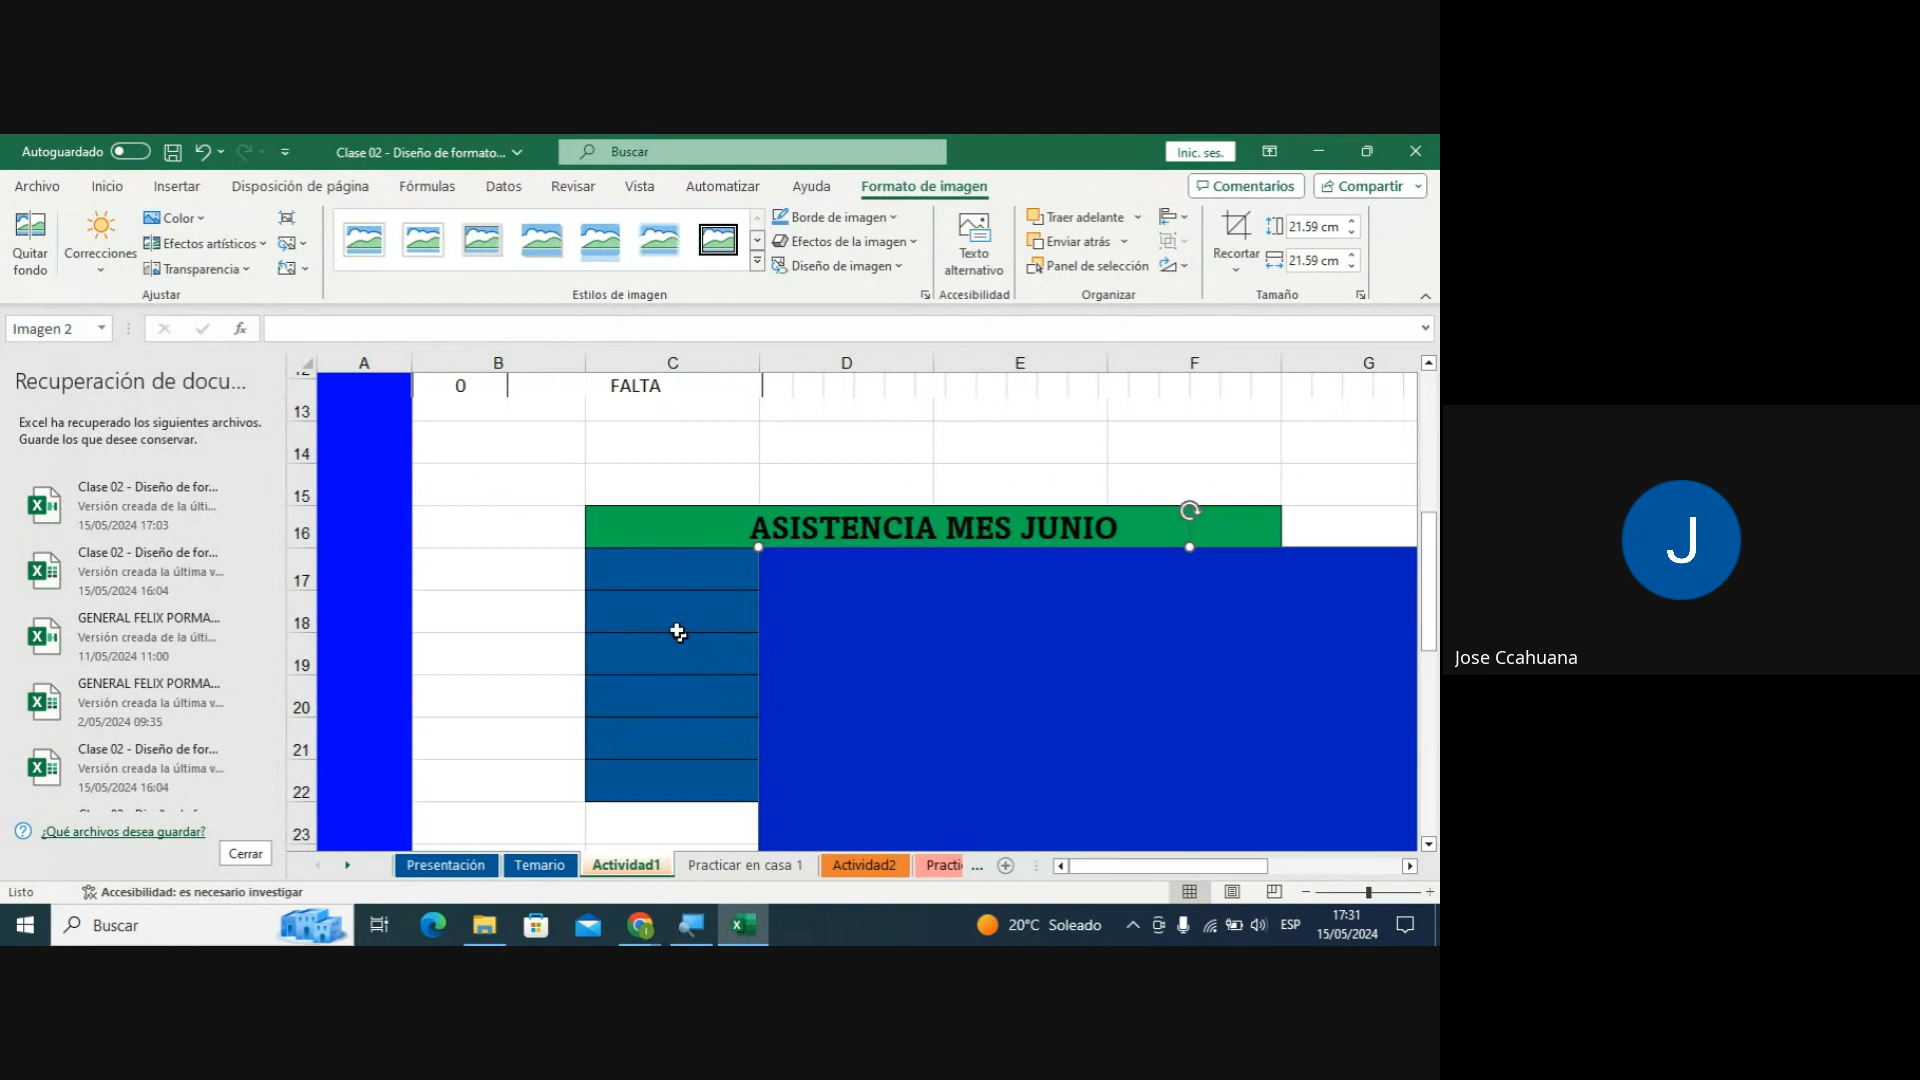 Autoguardado
Clase 02 - Diseño de formato...
Buscar
Inic. ses.
Archivo
Inicio
Insertar
Disposición de página
Fórmulas
Datos
Revisar
Vista
Automatizar
Ayuda
Formato de imagen
Comentarios
Compartir
Quitar fondo
Correcciones
Color
Efectos artísticos
Transparencia
Ajustar
Estilos de imagen
Borde de imagen
Efectos de la imagen
Diseño de imagen
Texto alternativo
Accesibilidad
Traer adelante
Enviar atrás
Panel de selección
Organizar
Recortar
21.59 cm
21.59 cm
Tamaño
Imagen 2
fx
Recuperación de docu...
Excel ha recuperado los siguientes archivos.
Guarde los que desee conservar.
Clase 02 - Diseño de for...
Versión creada de la últi...
15/05/2024 17:03
Clase 02 - Diseño de for...
Versión creada la última v...
15/05/2024 16:04
GENERAL FELIX PORMA...
Versión creada de la últi...
11/05/2024 11:00
GENERAL FELIX PORMA...
Versión creada la última v...
2/05/2024 09:35
Clase 02 - Diseño de for...
Versión creada la última v...
15/05/2024 16:04
¿Qué archivos desea guardar?
Cerrar
A B C D E F G
0 FALTA
13
14
15
16 ASISTENCIA MES JUNIO
17
18
19
20
21
22
23
Presentación
Temario
Actividad1
Practicar en casa 1
Actividad2
Practi
...
Listo
Accesibilidad: es necesario investigar
Buscar
20°C Soleado
ESP
17:31
15/05/2024
J
Jose Ccahuana